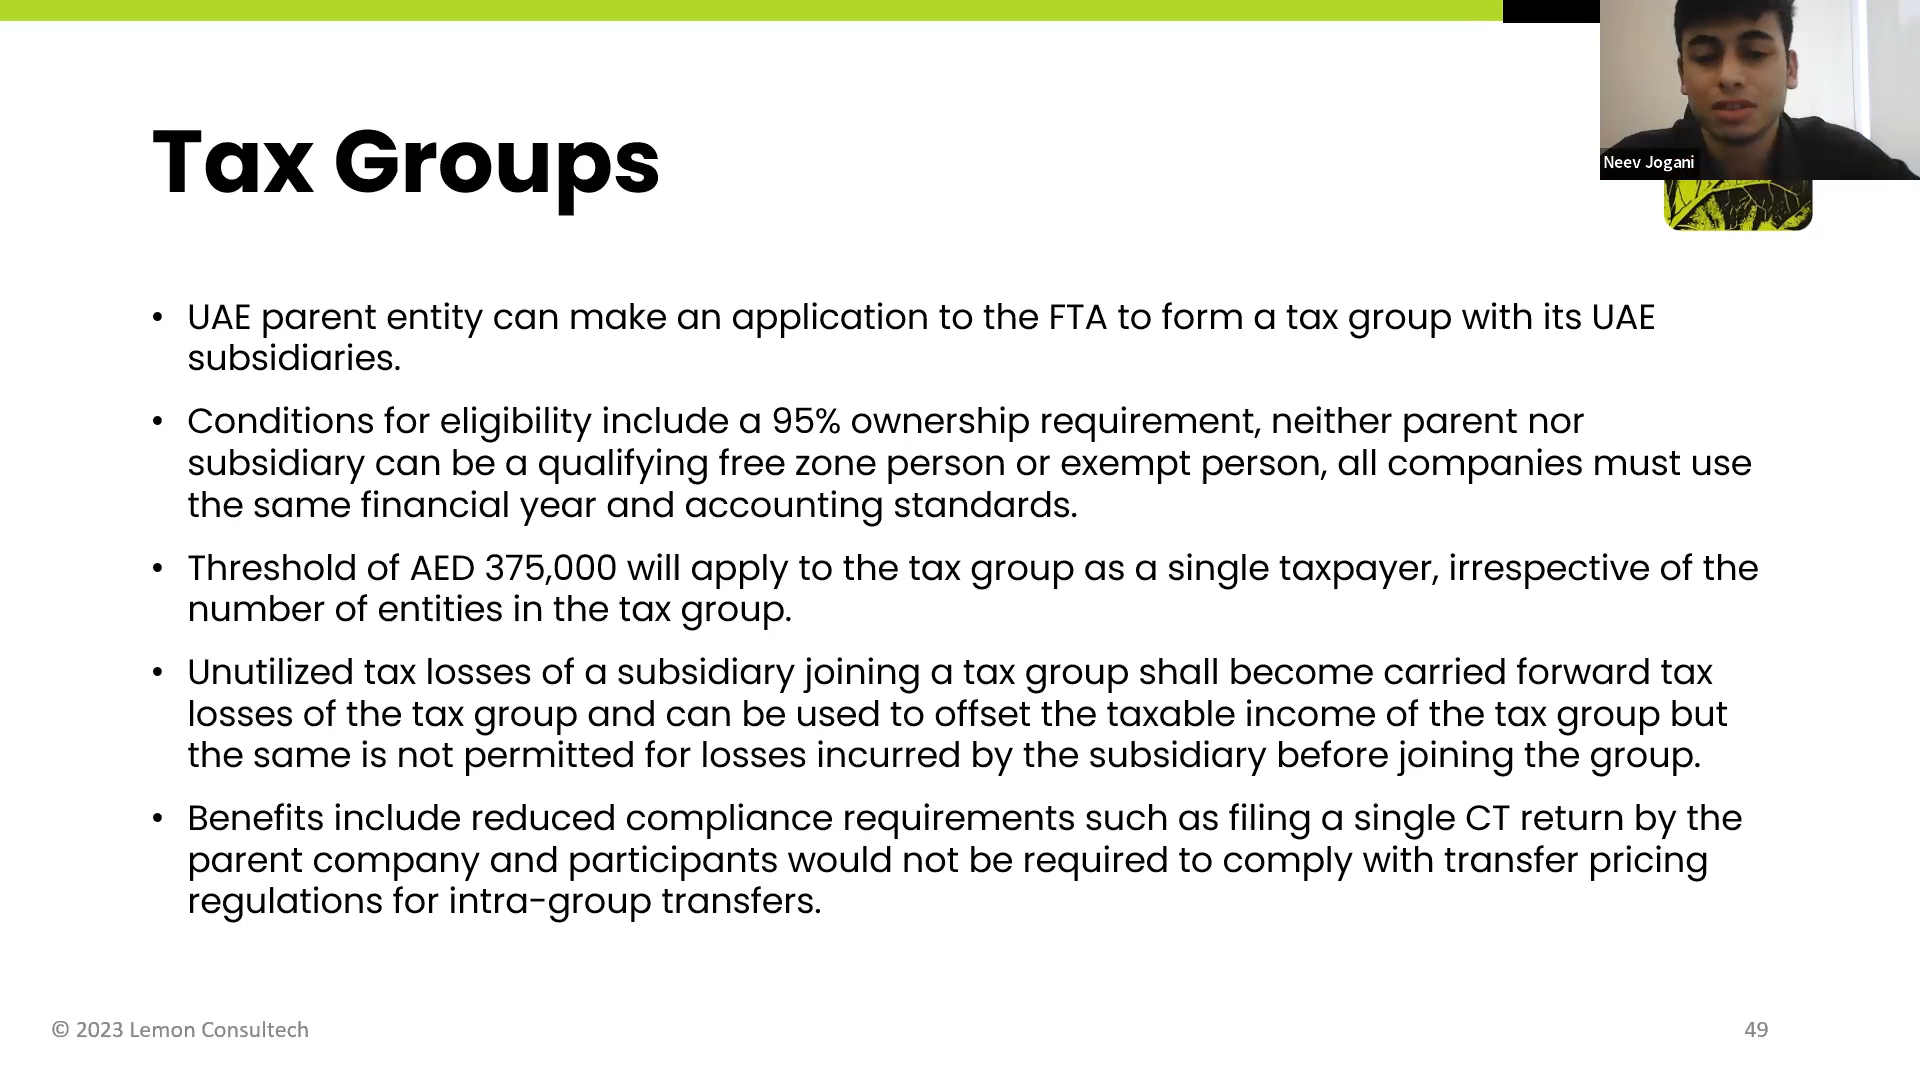 Tax Groups
Neev Jogani
• UAE parent entity can make an application to the FTA to form a tax group with its UAE
subsidiaries.
• Conditions for eligibility include a 95% ownership requirement, neither parent nor
subsidiary can be a qualifying free zone person or exempt person, all companies must use
the same financial year and accounting standards.
• Threshold of AED 375,000 will apply to the tax group as a single taxpayer, irrespective of the
number of entities in the tax group.
• Unutilized tax losses of a subsidiary joining a tax group shall become carried forward tax
losses of the tax group and can be used to offset the taxable income of the tax group but
the same is not permitted for losses incurred by the subsidiary before joining the group.
• Benefits include reduced compliance requirements such as filing a single CT return by the
parent company and participants would not be required to comply with transfer pricing
regulations for intra-group transfers.
© 2023 Lemon Consultech
49